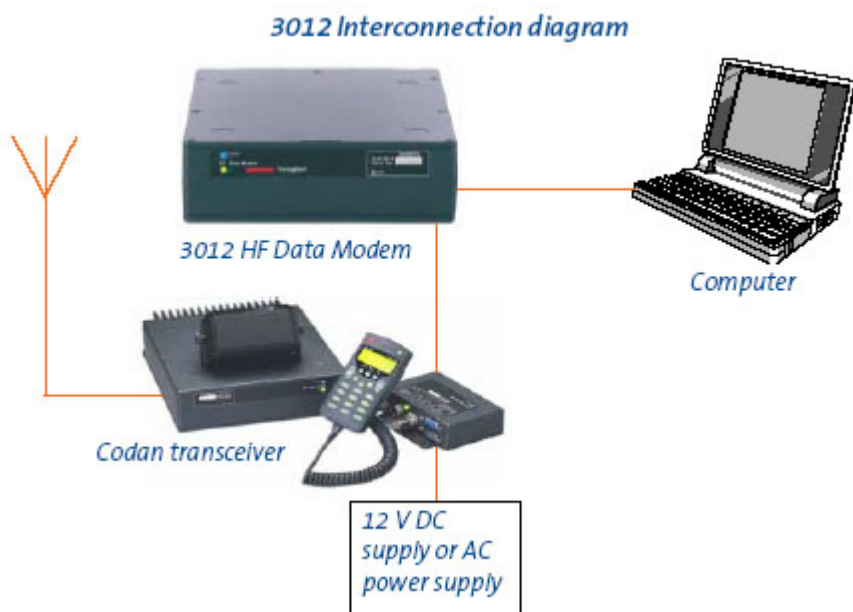 3012 Interconnection diagram
3012 HF Data Modem
Computer
Codan transceiver
12 V DC
supply or AC
power supply